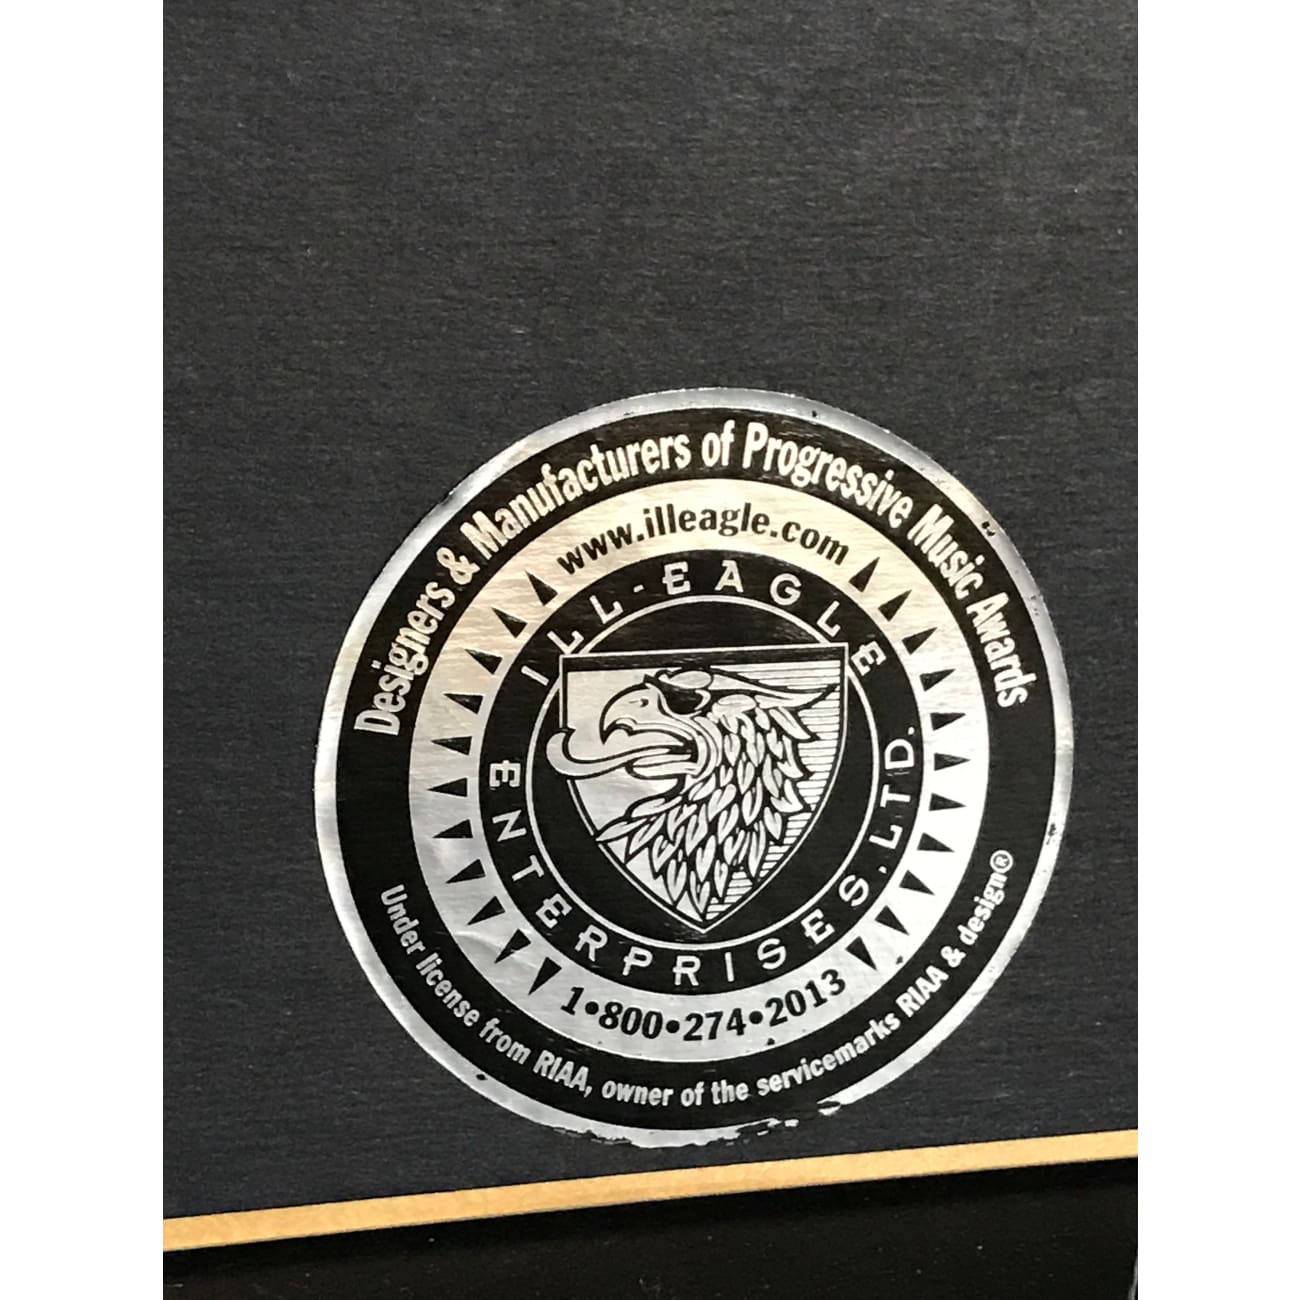 Designers & Manufacturers of Progressive Music Awards
www.illeagle.com
ILL-EAGLE
ENTERPRISES, LTD.
1•800•274•2013
Under license from RIAA, owner of the servicemarks RIAA & design®